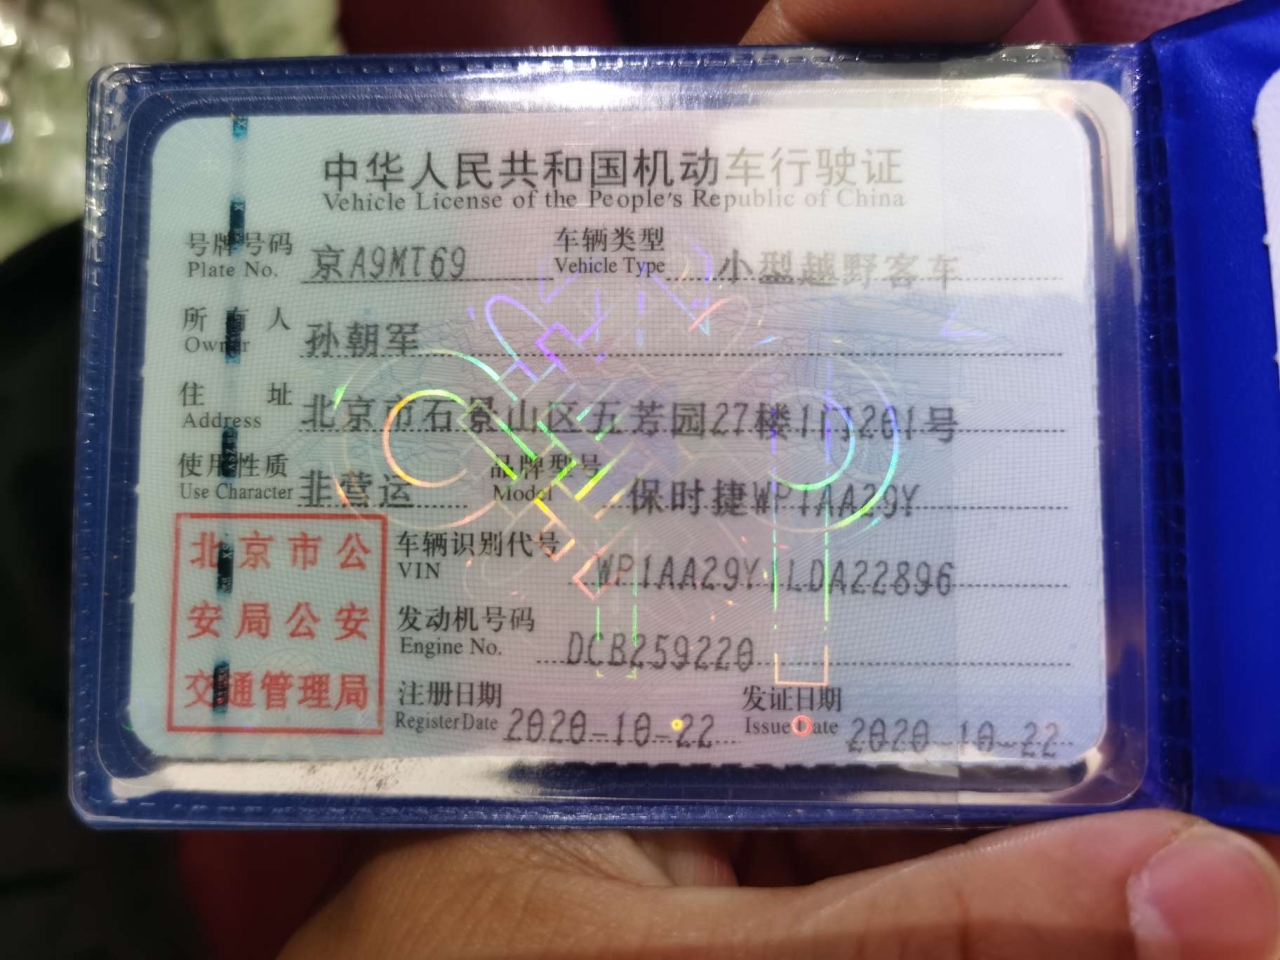 中华人民共和国机动车行驶证
Vehicle License of the People's Republic of China
号牌号码 京A9MT69 车辆类型 小型越野客车
Plate No. Vehicle Type
所有人 孙朝军
Owner
住址 北京市石景山区五芳园27楼1门201号
Address
使用性质 非营运 品牌型号 保时捷WP1AA29Y
Use Character Model
北京市公
安局公安
交通管理局
车辆识别代号 WP1AA29Y1LDA22896
VIN
发动机号码 DCB259220
Engine No.
注册日期 2020-10-22 发证日期 2020-10-22
Register Date Issue Date